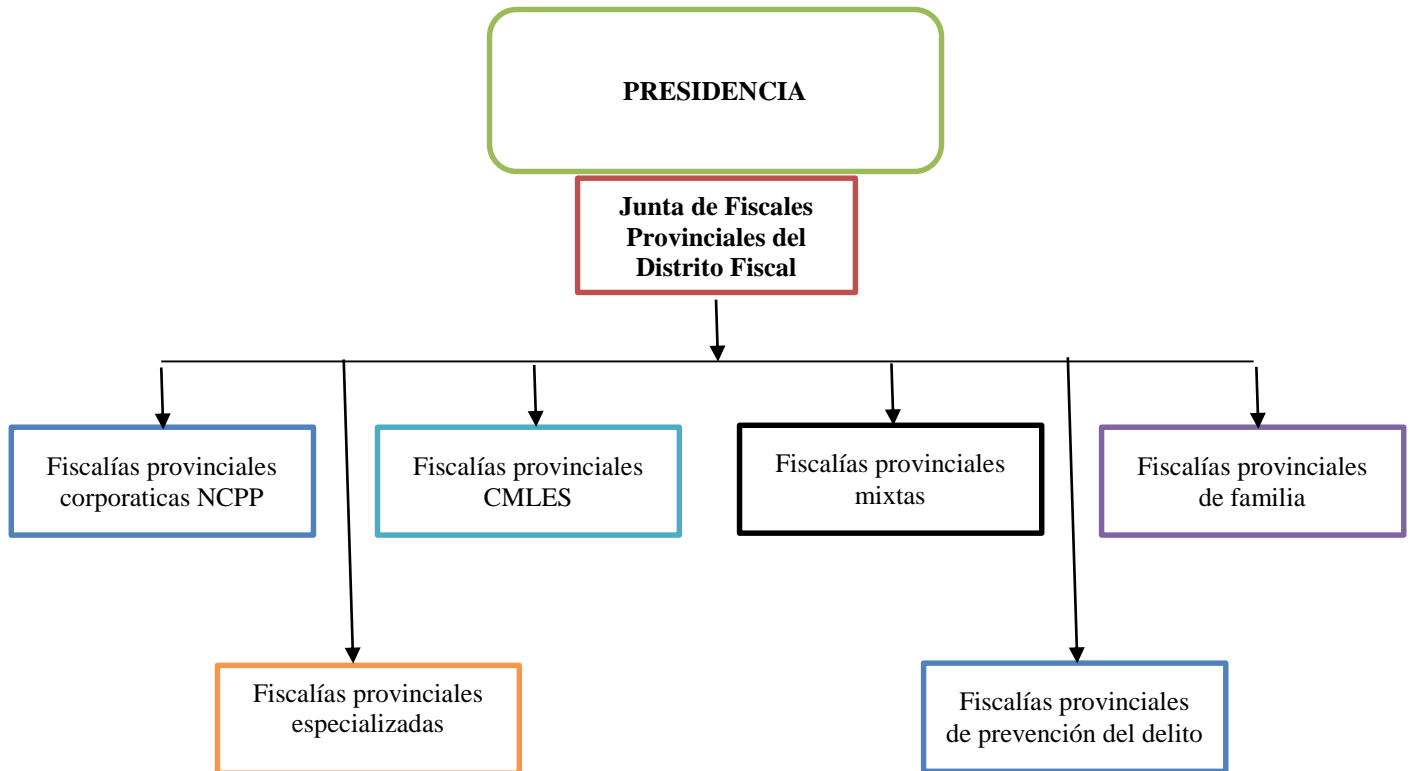 PRESIDENCIA
Junta de Fiscales
Provinciales del
Distrito Fiscal
Fiscalías provinciales
corporaticas NCPP
Fiscalías provinciales
CMLES
Fiscalías provinciales
mixtas
Fiscalías provinciales
de familia
Fiscalías provinciales
especializadas
Fiscalías provinciales
de prevención del delito